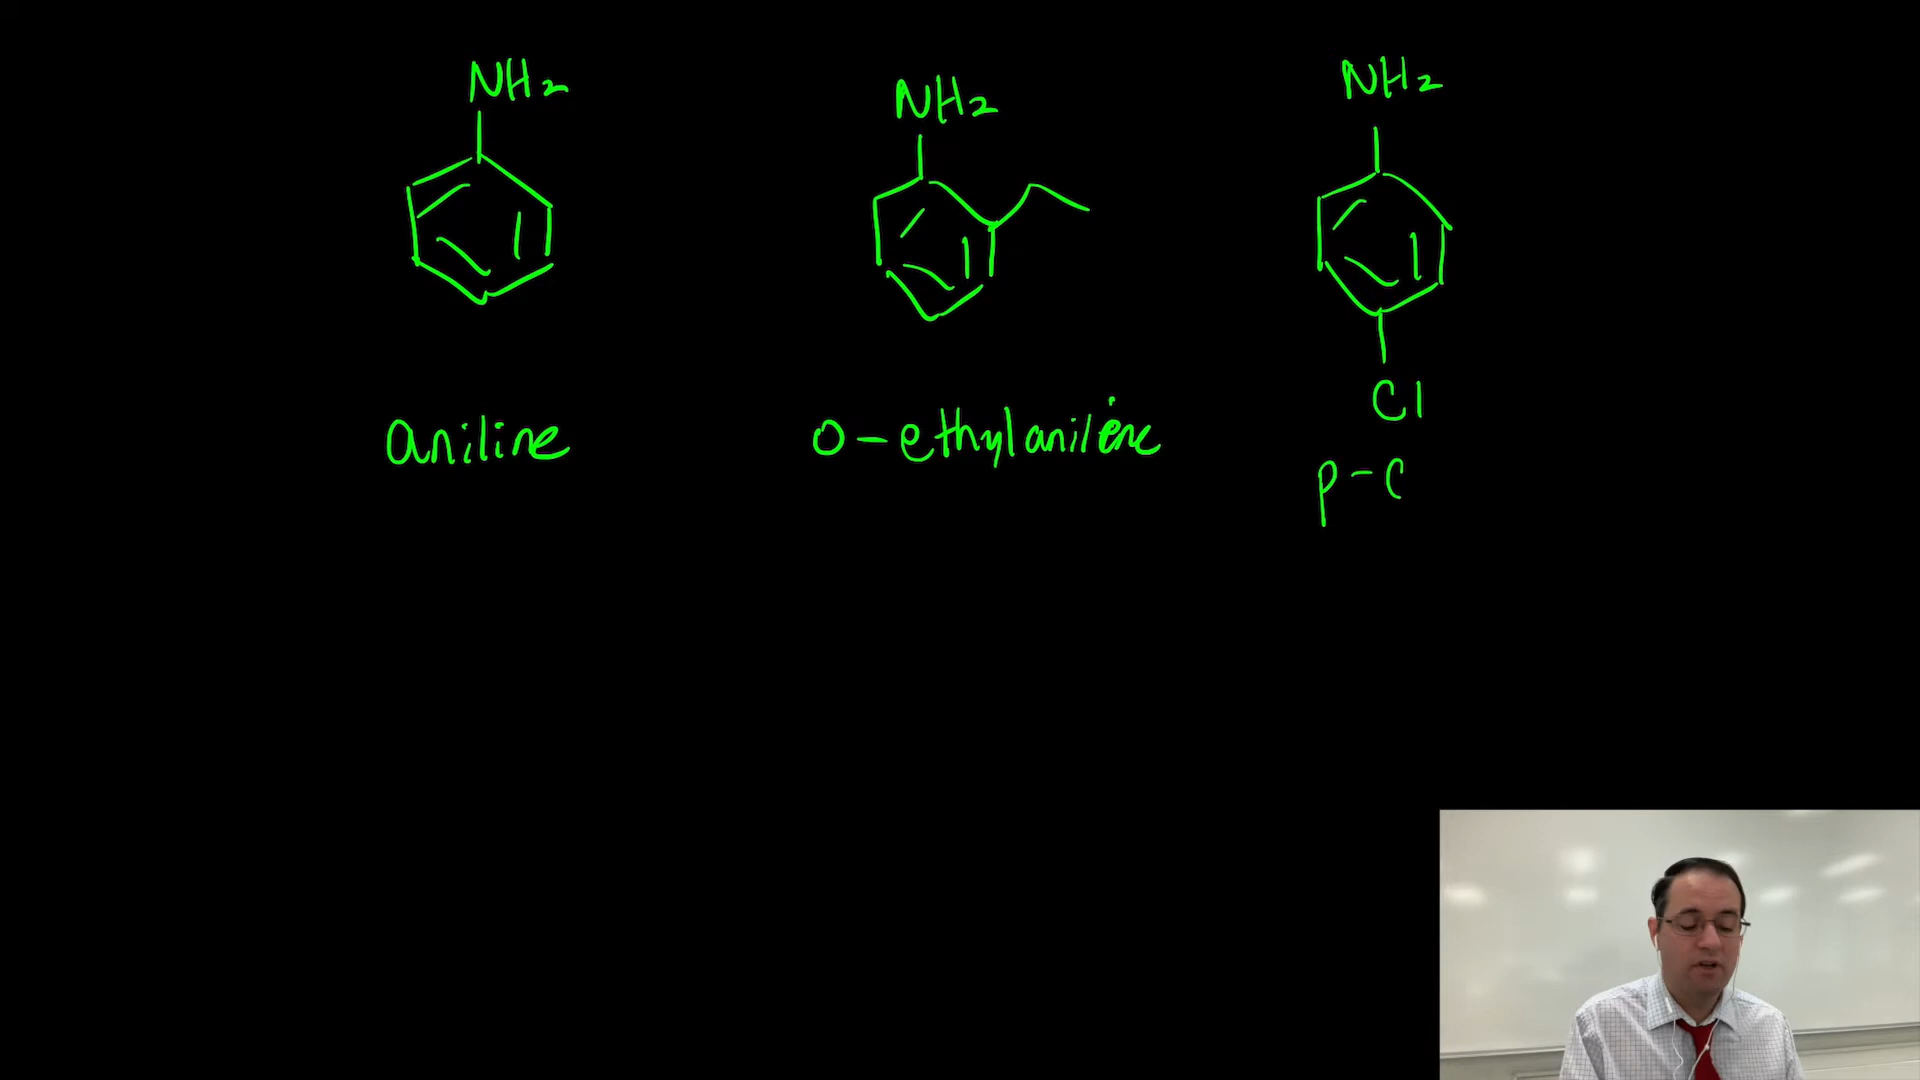 NH2
NH2
NH2
Cl
aniline
o-ethylaniline
p-c